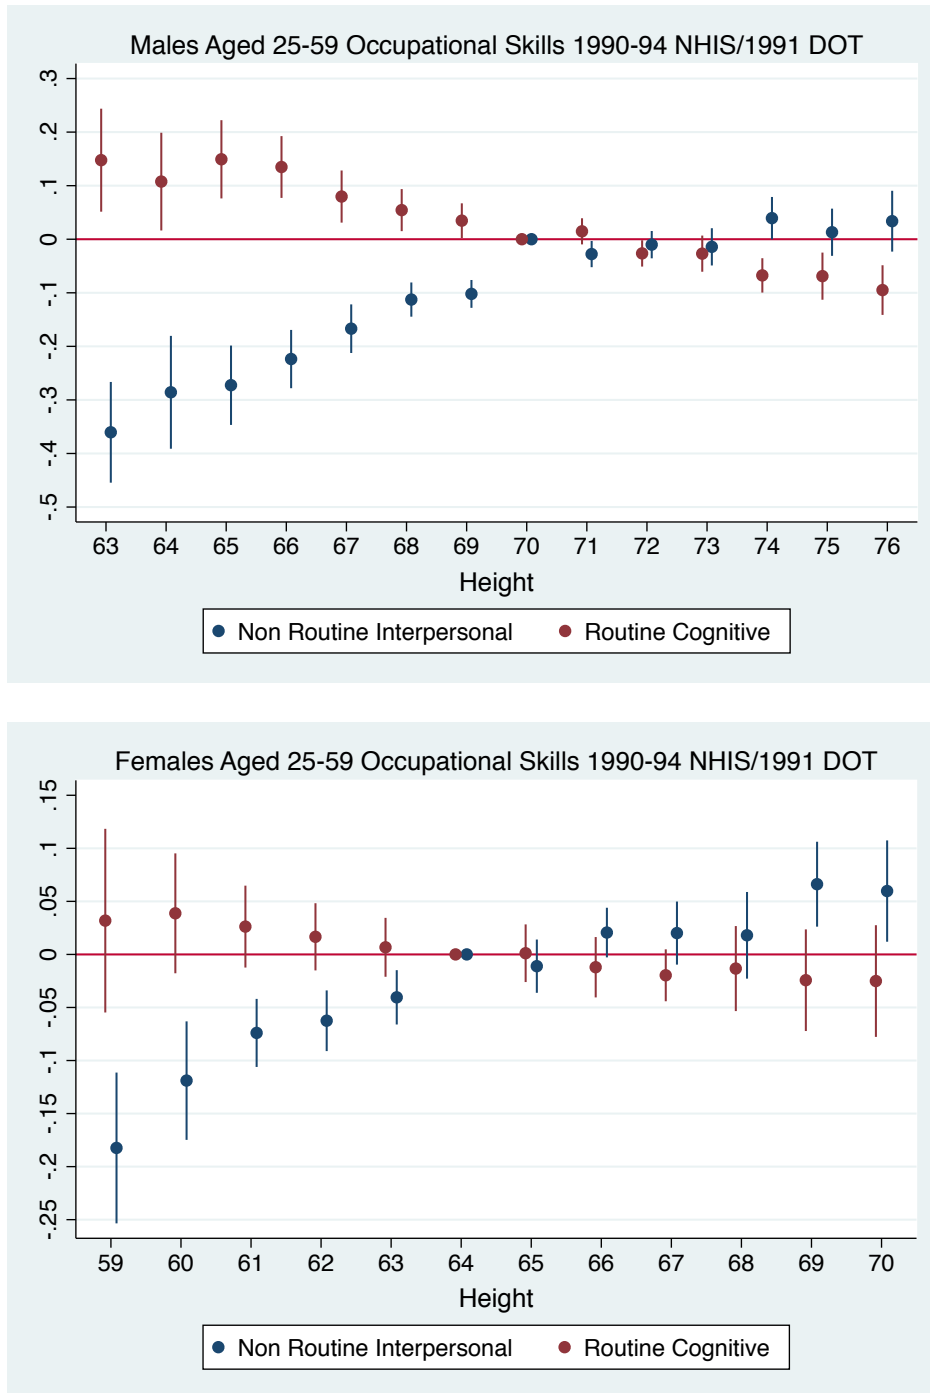 Males Aged 25-59 Occupational Skills 1990-94 NHIS/1991 DOT
.3
.2
.1
0
-.1
-.2
-.3
-.4
-.5
63 64 65 66 67 68 69 70 71 72 73 74 75 76
Height
Non Routine Interpersonal Routine Cognitive
Females Aged 25-59 Occupational Skills 1990-94 NHIS/1991 DOT
.15
.1
.05
0
-.05
-.1
-.15
-.2
-.25
59 60 61 62 63 64 65 66 67 68 69 70
Height
Non Routine Interpersonal Routine Cognitive